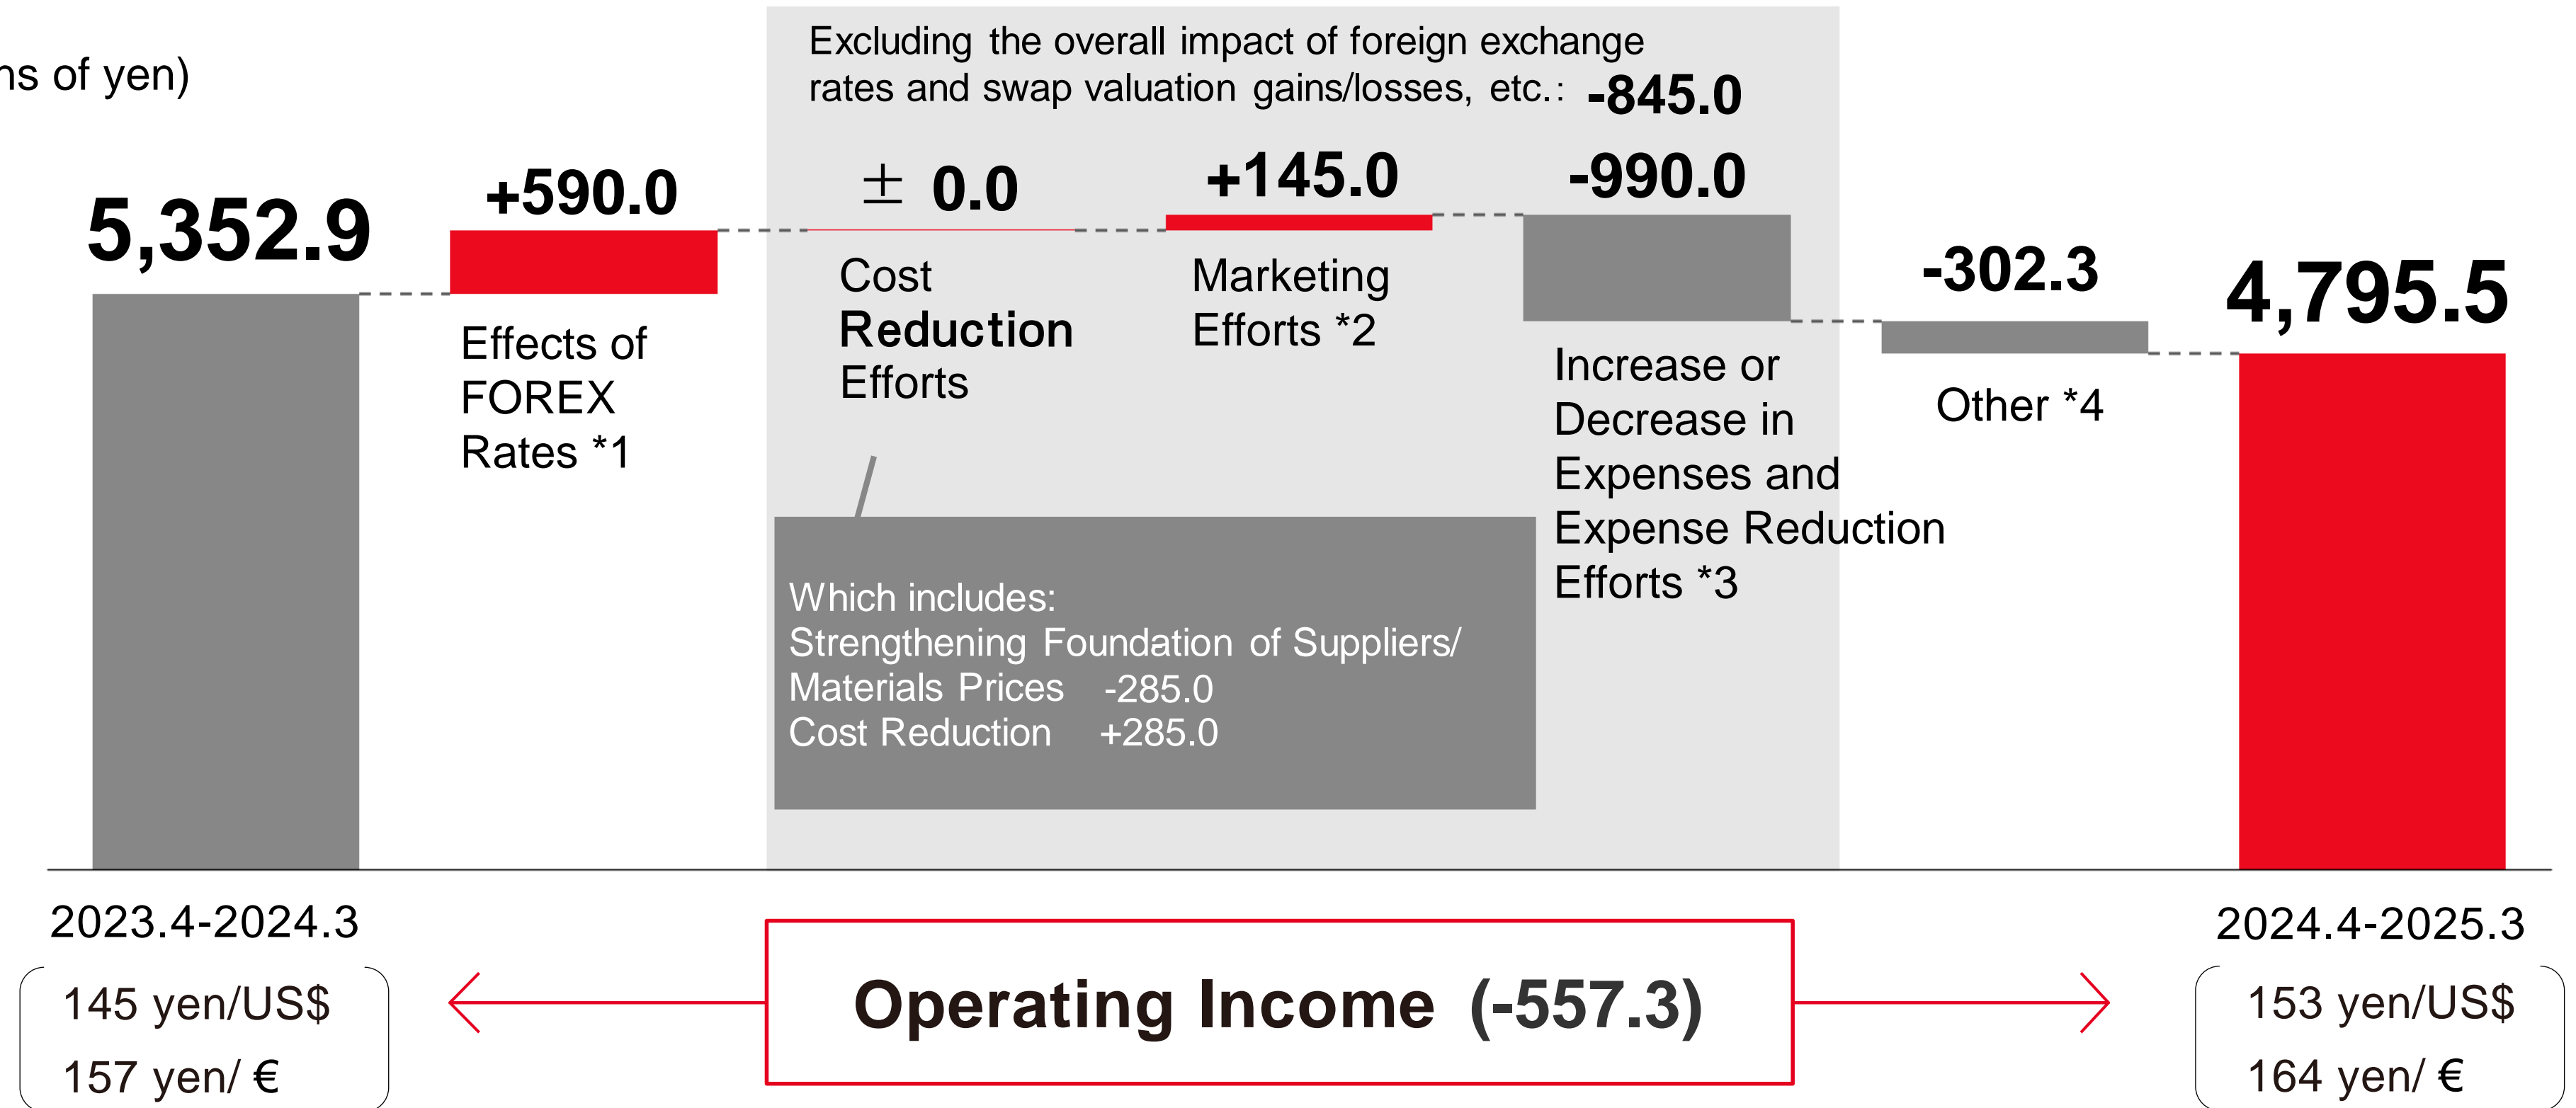 ns of yen)
Excluding the overall impact of foreign exchange
rates and swap valuation gains/losses, etc.: -845.0
5,352.9
+590.0
± 0.0
+145.0
-990.0
-302.3
4,795.5
Effects of
FOREX
Rates *1
Cost
Reduction
Efforts
Marketing
Efforts *2
Increase or
Decrease in
Expenses and
Expense Reduction
Efforts *3
Other *4
Which includes:
Strengthening Foundation of Suppliers/
Materials Prices -285.0
Cost Reduction +285.0
2023.4-2024.3
145 yen/US$
157 yen/ €
Operating Income (-557.3)
2024.4-2025.3
153 yen/US$
164 yen/ €